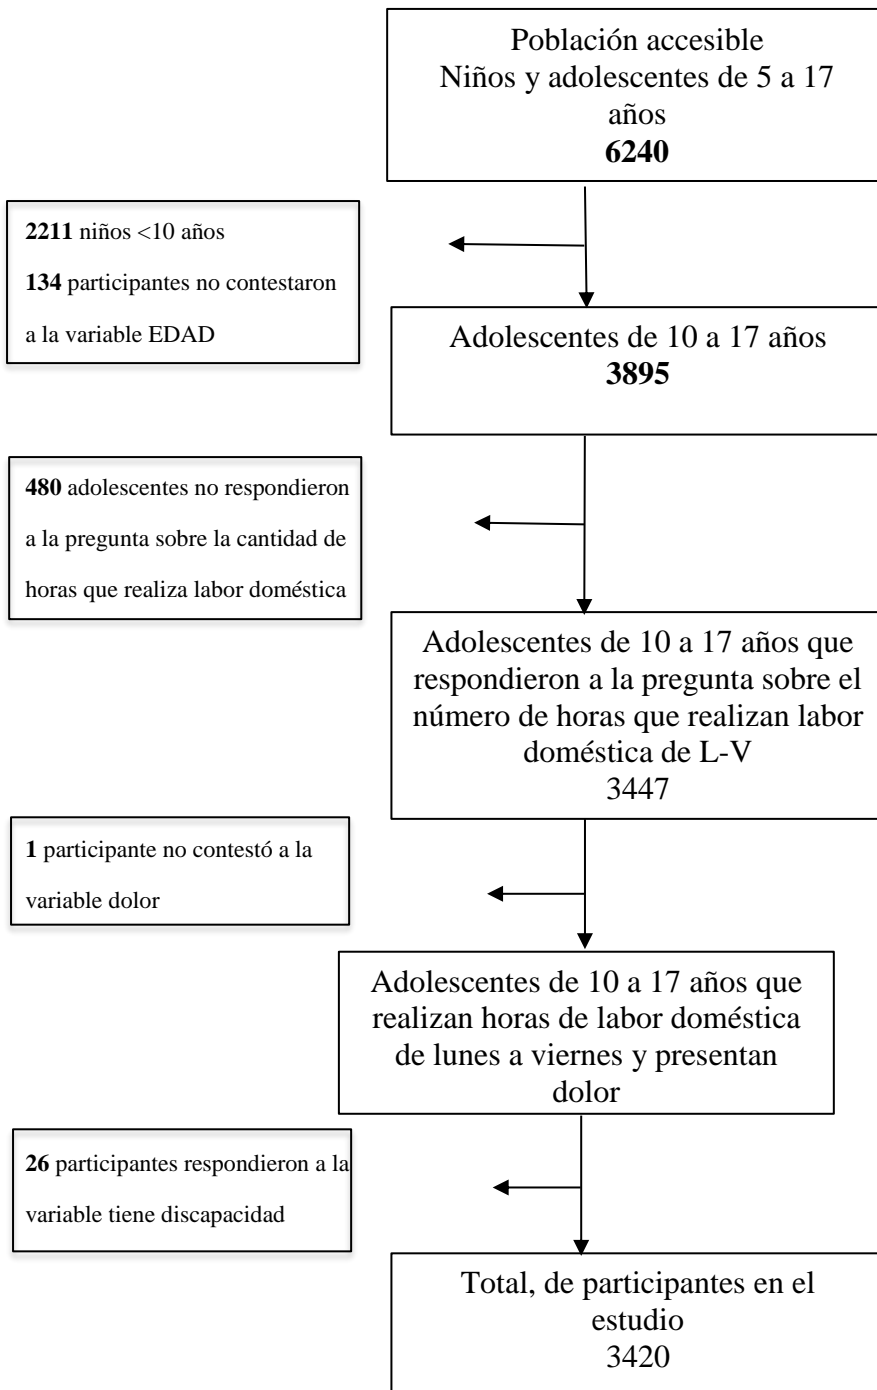 Población accesible
Niños y adolescentes de 5 a 17
años
6240
2211 niños <10 años
134 participantes no contestaron
a la variable EDAD
Adolescentes de 10 a 17 años
3895
480 adolescentes no respondieron
a la pregunta sobre la cantidad de
horas que realiza labor doméstica
Adolescentes de 10 a 17 años que
respondieron a la pregunta sobre el
número de horas que realizan labor
doméstica de L-V
3447
1 participante no contestó a la
variable dolor
Adolescentes de 10 a 17 años que
realizan horas de labor doméstica
de lunes a viernes y presentan
dolor
26 participantes respondieron a la
variable tiene discapacidad
Total, de participantes en el
estudio
3420